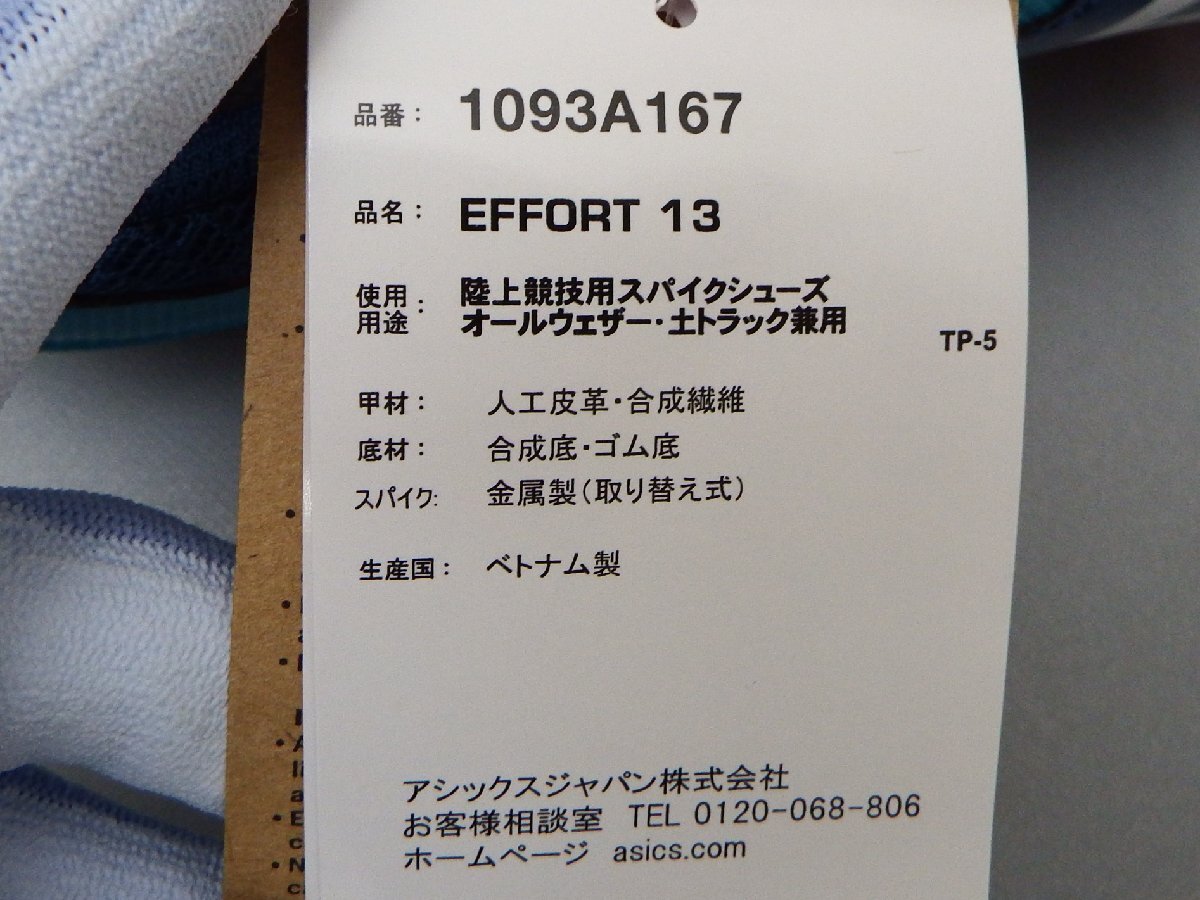 品番： 1093A167
品名： EFFORT 13
使用用途： 陸上競技用スパイクシューズ
オールウェザー・土トラック兼用
TP-5
甲材： 人工皮革・合成繊維
底材： 合成底・ゴム底
スパイク: 金属製(取り替え式)
生産国： ベトナム製
アシックスジャパン株式会社
お客様相談室 TEL 0120-068-806
ホームページ asics.com